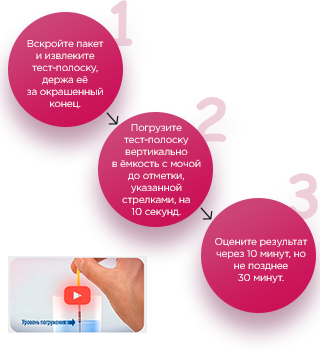 1
Вскройте пакет
и извлеките
тест-полоску,
держа её
за окрашенный
конец.
2
Погрузите
тест-полоску
вертикально
в ёмкость с мочой
до отметки,
указанной
стрелками, на
10 секунд.
3
Оцените результат
через 10 минут, но
не позднее
30 минут.
Уровень погружения